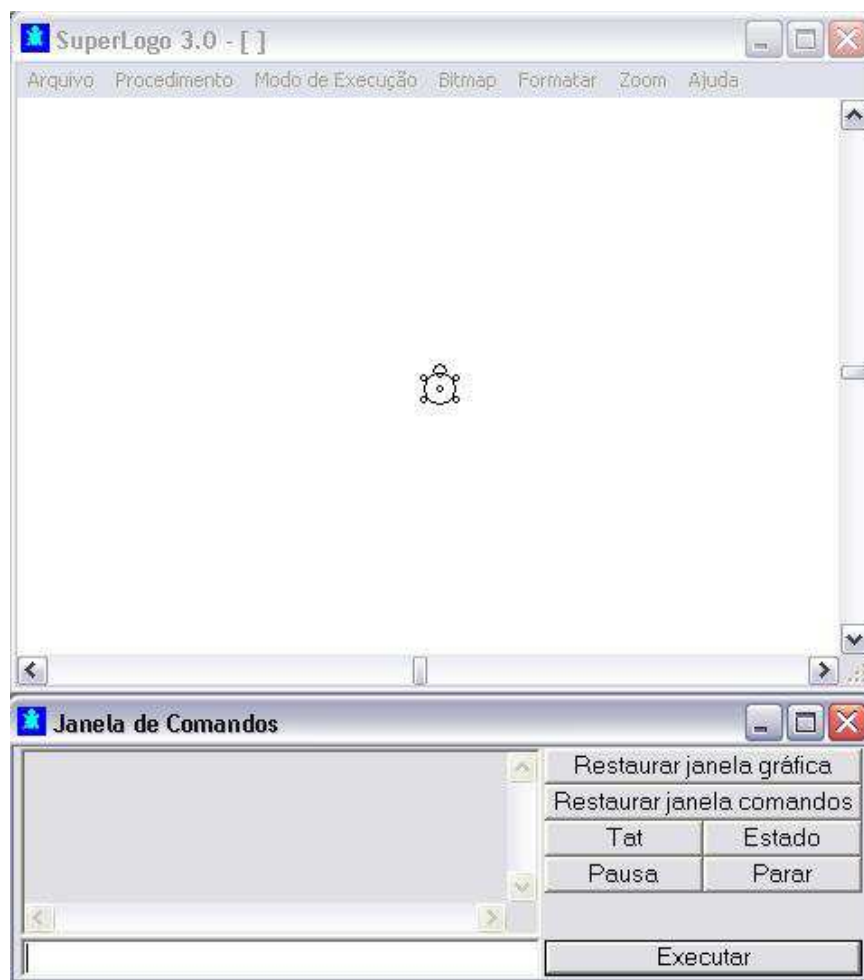 SuperLogo 3.0 - [ ]
Arquivo Procedimento Modo de Execução Bitmap Formatar Zoom Ajuda
Janela de Comandos
Restaurar janela gráfica
Restaurar janela comandos
Tat Estado
Pausa Parar
Executar